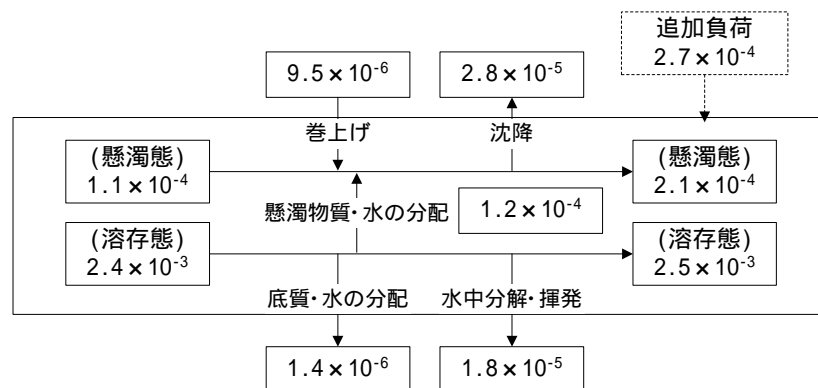 追加負荷
2.7×10⁻⁴
9.5×10⁻⁶
2.8×10⁻⁵
巻上げ
沈降
(懸濁態)
1.1×10⁻⁴
(懸濁態)
2.1×10⁻⁴
懸濁物質・水の分配
1.2×10⁻⁴
(溶存態)
2.4×10⁻³
(溶存態)
2.5×10⁻³
底質・水の分配
水中分解・揮発
1.4×10⁻⁶
1.8×10⁻⁵